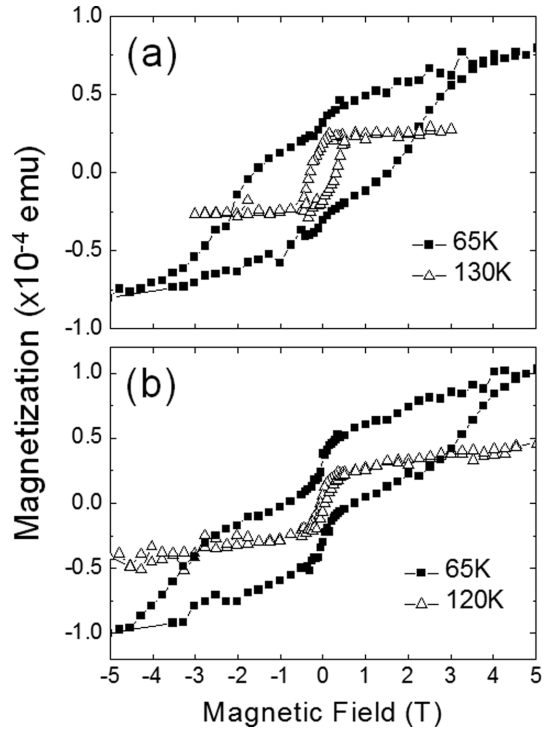 1.0
(a)
0.5
0.0
-0.5
65K
130K
-1.0
Magnetization (x10⁻⁴ emu)
1.0
(b)
0.5
0.0
-0.5
65K
120K
-1.0
-5 -4 -3 -2 -1 0 1 2 3 4 5
Magnetic Field (T)